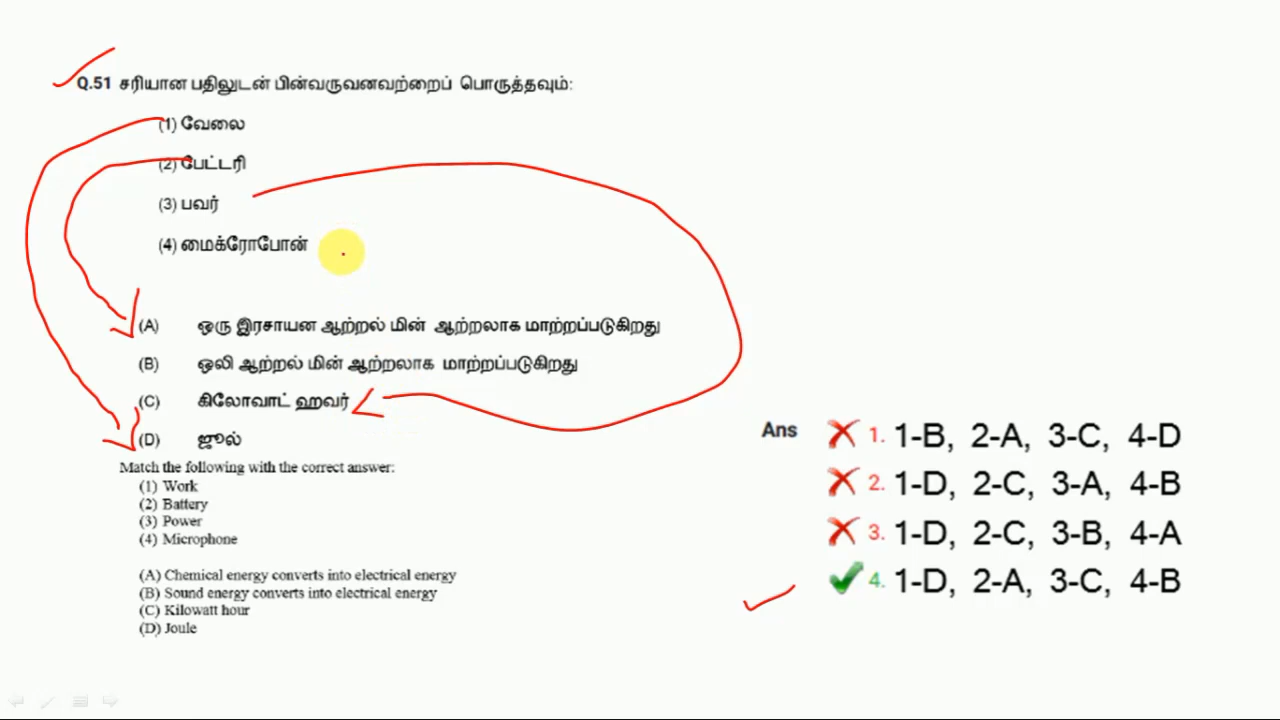 Q.51 சரியான பதிலுடன் பின்வருவனவற்றைப் பொருத்தவும்:
(1) வேலை
(2) பேட்டரி
(3) பவர்
(4) மைக்ரோபோன்
(A) ஒரு இரசாயன ஆற்றல் மின் ஆற்றலாக மாற்றப்படுகிறது
(B) ஒலி ஆற்றல் மின் ஆற்றலாக மாற்றப்படுகிறது
(C) கிலோவாட் ஹவர்
(D) ஜூல்
Match the following with the correct answer:
(1) Work
(2) Battery
(3) Power
(4) Microphone
(A) Chemical energy converts into electrical energy
(B) Sound energy converts into electrical energy
(C) Kilowatt hour
(D) Joule
Ans 1. 1-B, 2-A, 3-C, 4-D
2. 1-D, 2-C, 3-A, 4-B
3. 1-D, 2-C, 3-B, 4-A
4. 1-D, 2-A, 3-C, 4-B